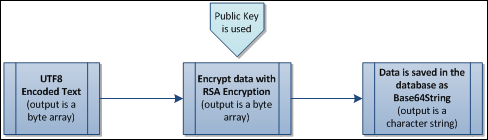 Public Key
is used
UTF8
Encoded Text
(output is a
byte array)
Encrypt data with
RSA Encryption
(output is a byte
array)
Data is saved in the
database as
Base64String
(output is a
character string)